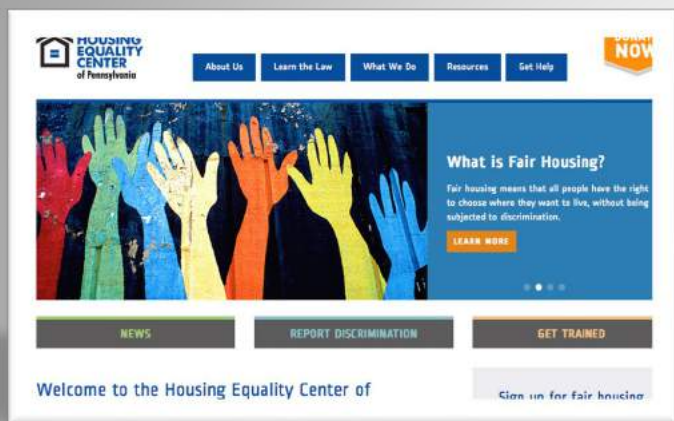 HOUSING
EQUALITY
CENTER
of Pennsylvania
About Us
Learn the Law
What We Do
Resources
Get Help
DONATE
NOW
What is Fair Housing?
Fair housing means that all people have the right
to choose where they want to live, without being
subjected to discrimination.
LEARN MORE
NEWS
REPORT DISCRIMINATION
GET TRAINED
Welcome to the Housing Equality Center of
Sign up for fair housing